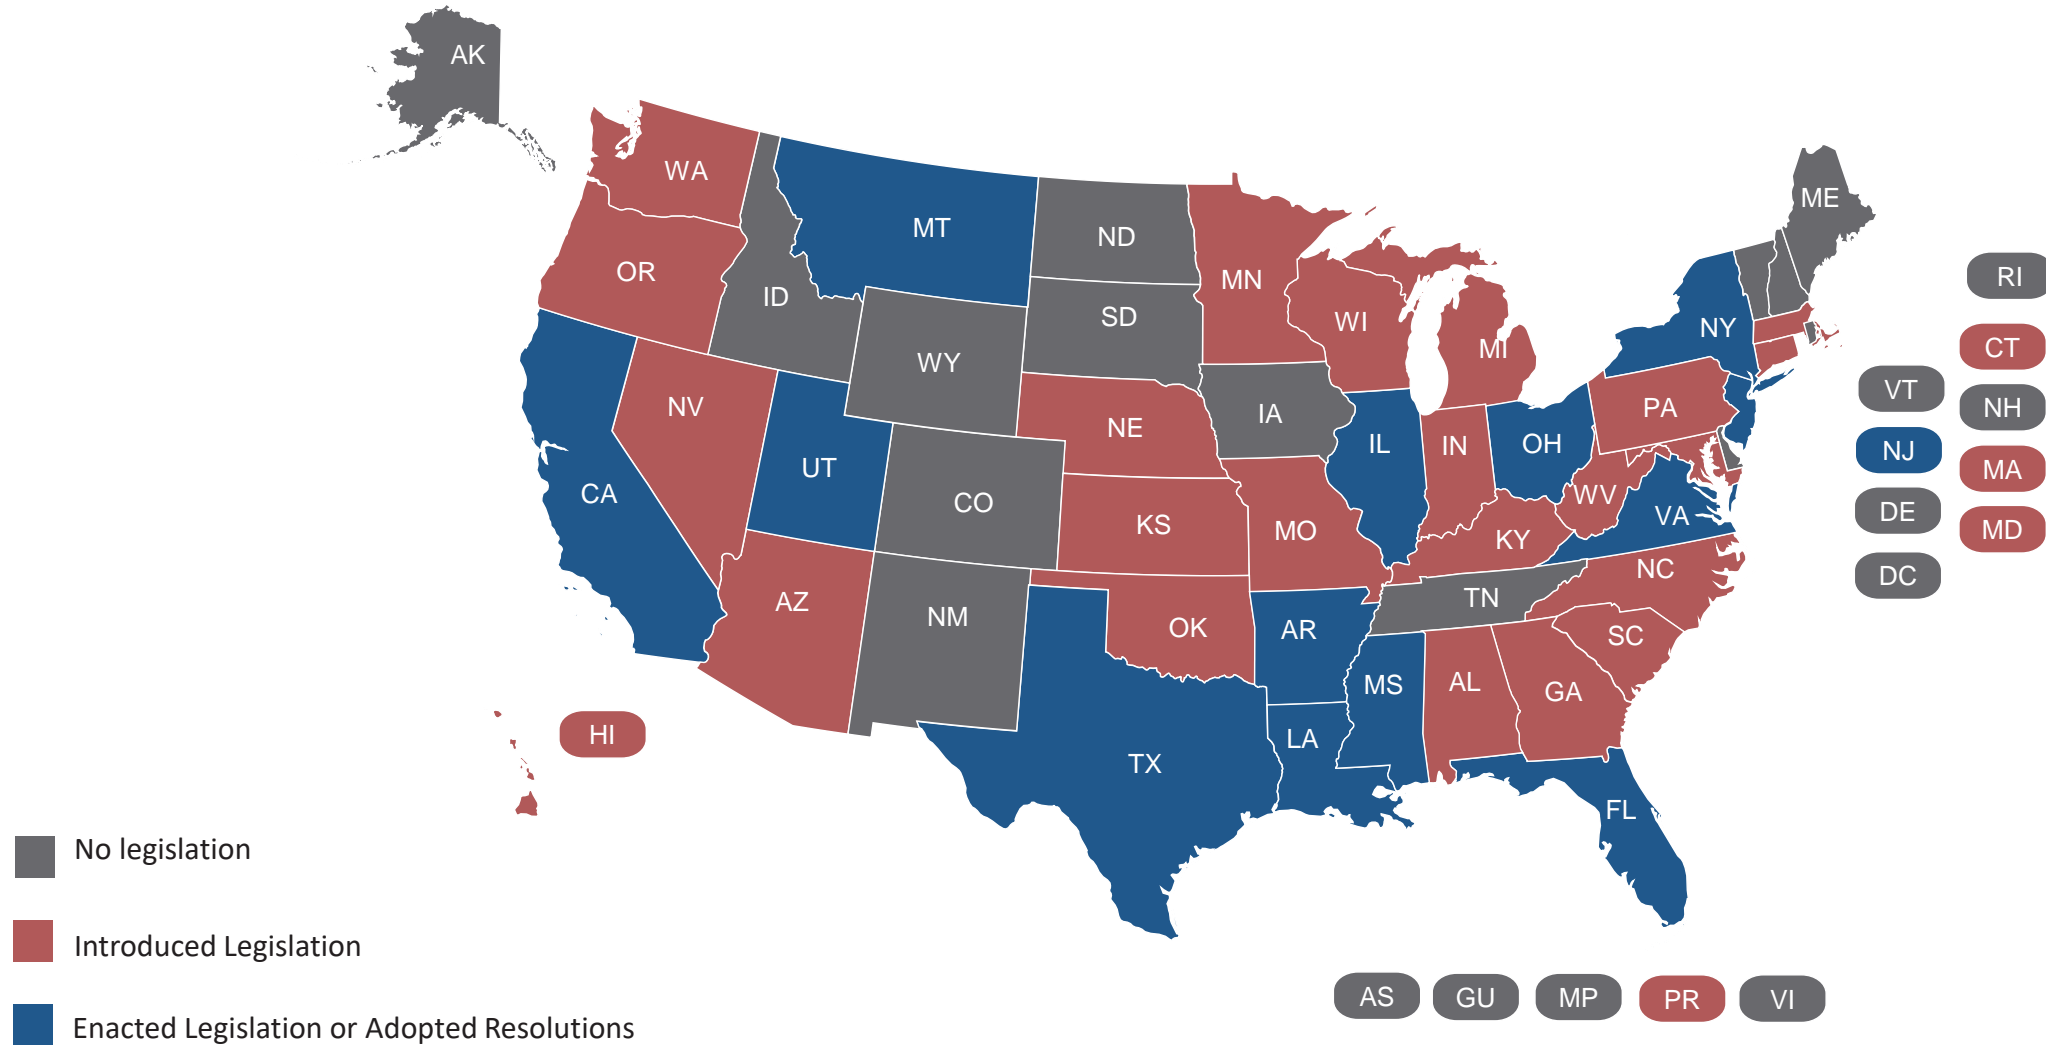 AK
WA
MT
ND
MN
ME
OR
ID
SD
WI
MI
NY
RI
CT
WY
VT
NH
NV
NE
IA
PA
UT
IL
IN
OH
NJ
MA
CA
CO
KS
MO
WV
VA
DE
MD
KY
NC
DC
AZ
NM
OK
AR
TN
SC
MS
AL
GA
HI
LA
TX
FL
No legislation
Introduced Legislation
AS GU MP PR VI
Enacted Legislation or Adopted Resolutions